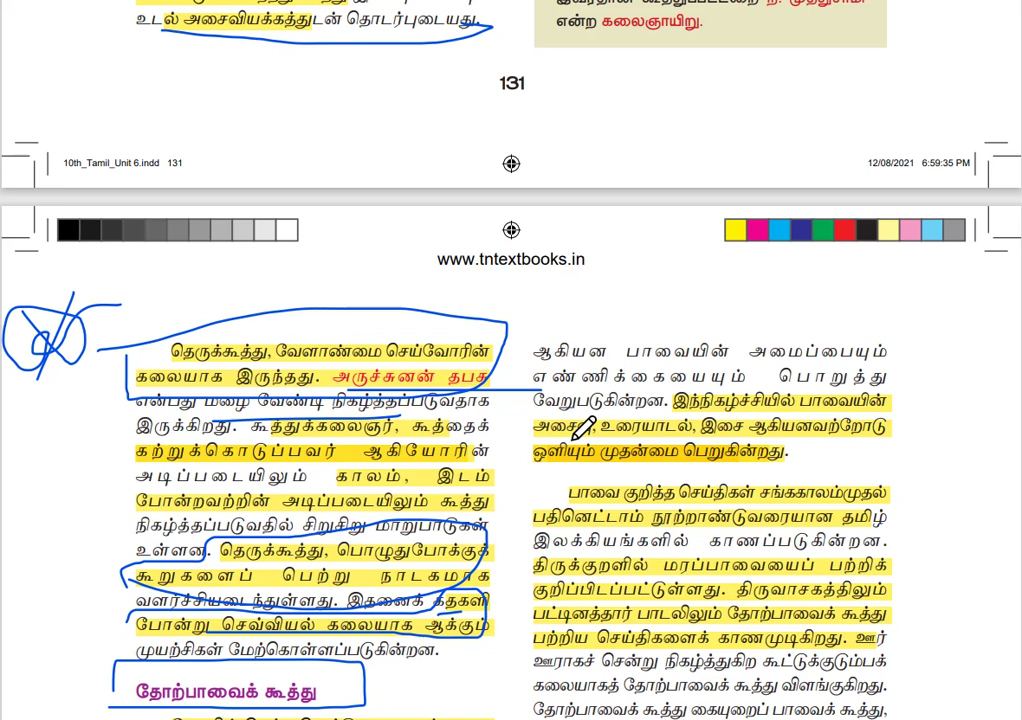 உடல் அசைவியக்கத்துடன் தொடர்புடையது.
என்ற கலைஞாயிறு.
131
10th_Tamil_Unit 6.indd 131
12/08/2021 6:59:35 PM
www.tntextbooks.in
தெருக்கூத்து, வேளாண்மை செய்வோரின்
கலையாக இருந்தது. அருச்சுனன் தபசு
என்பது மழை வேண்டி நிகழ்த்தப்படுவதாக
இருக்கிறது. கூத்துக்கலைஞர், கூத்தைக்
கற்றுக்கொடுப்பவர் ஆகியோரின்
அடிப்படையிலும் காலம், இடம்
போன்றவற்றின் அடிப்படையிலும் கூத்து
நிகழ்த்தப்படுவதில் சிறுசிறு மாறுபாடுகள்
உள்ளன. தெருக்கூத்து, பொழுதுபோக்குக்
கூறுகளைப் பெற்று நாடகமாக
வளர்ச்சியடைந்துள்ளது. இதனைக் கதகளி
போன்று செவ்வியல் கலையாக ஆக்கும்
முயற்சிகள் மேற்கொள்ளப்படுகின்றன.
தோற்பாவைக் கூத்து
ஆகியன பாவையின் அமைப்பையும்
எண்ணிக்கையையும் பொறுத்து
வேறுபடுகின்றன. இந்நிகழ்ச்சியில் பாவையின்
அசைவு, உரையாடல், இசை ஆகியனவற்றோடு
ஒளியும் முதன்மை பெறுகின்றது.
பாவை குறித்த செய்திகள் சங்ககாலம்முதல்
பதினெட்டாம் நூற்றாண்டுவரையான தமிழ்
இலக்கியங்களில் காணப்படுகின்றன.
திருக்குறளில் மரப்பாவையைப் பற்றிக்
குறிப்பிடப்பட்டுள்ளது. திருவாசகத்திலும்
பட்டினத்தார் பாடலிலும் தோற்பாவைக் கூத்து
பற்றிய செய்திகளைக் காணமுடிகிறது. ஊர்
ஊராகச் சென்று நிகழ்த்துகிற கூட்டுக்குடும்பக்
கலையாகத் தோற்பாவைக் கூத்து விளங்குகிறது.
தோற்பாவைக் கூத்து கையுறைப் பாவைக் கூத்து,